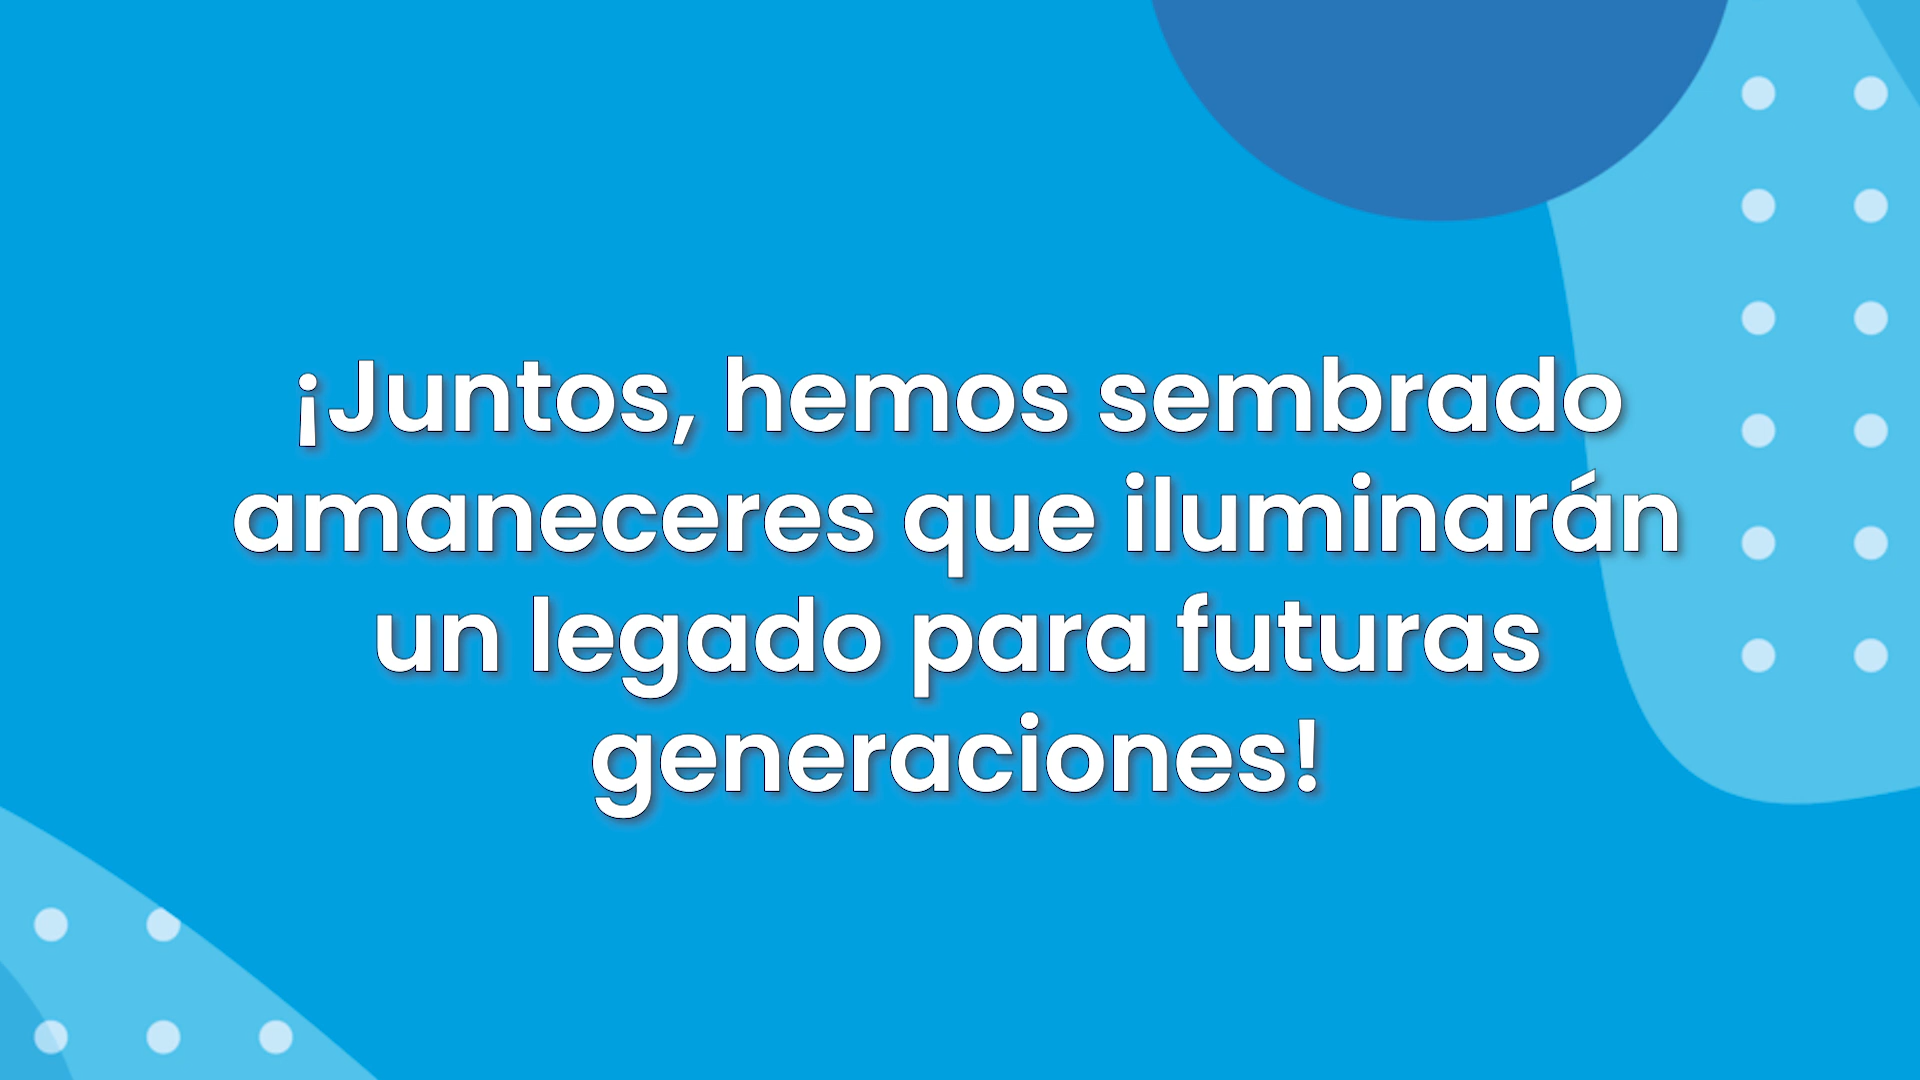 ¡Juntos, hemos sembrado
amaneceres que iluminarán
un legado para futuras
generaciones!